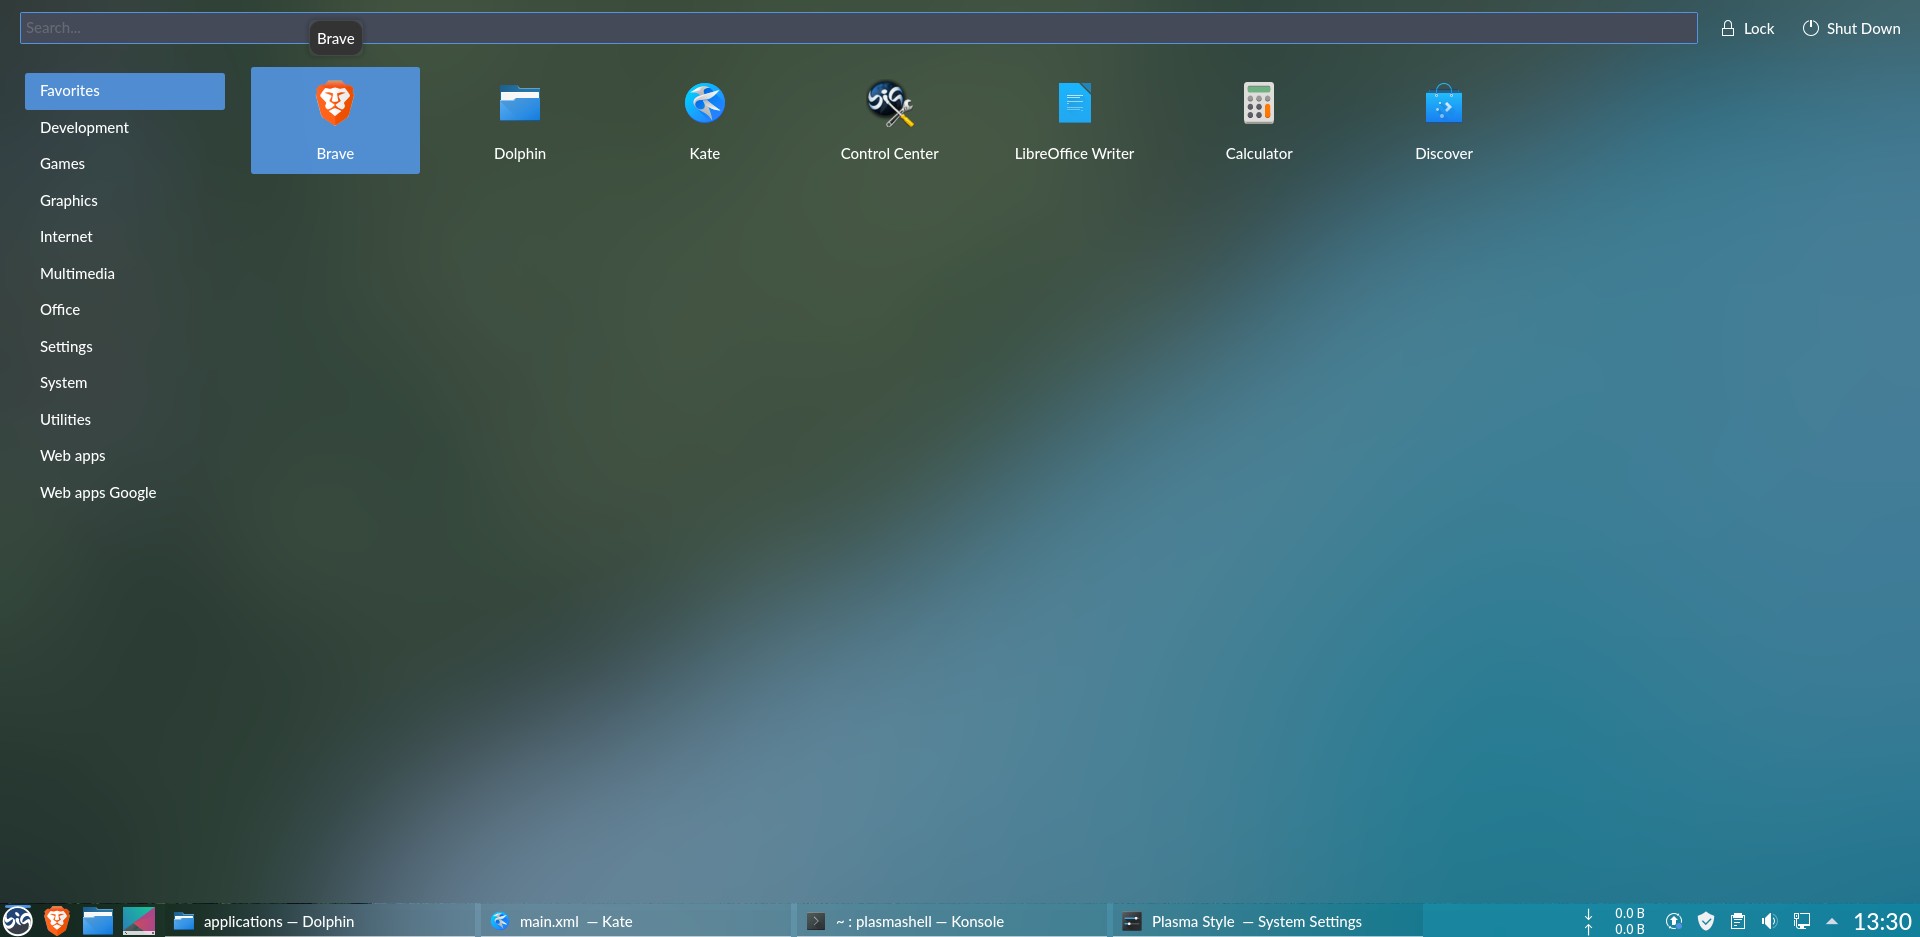 Search...
Brave
Lock
Shut Down
Favorites
Development
Games
Graphics
Internet
Multimedia
Office
Settings
System
Utilities
Web apps
Web apps Google
Brave
Dolphin
Kate
Control Center
LibreOffice Writer
Calculator
Discover
applications — Dolphin
main.xml — Kate
~ : plasmashell — Konsole
Plasma Style — System Settings
0.0 B
0.0 B
13:30